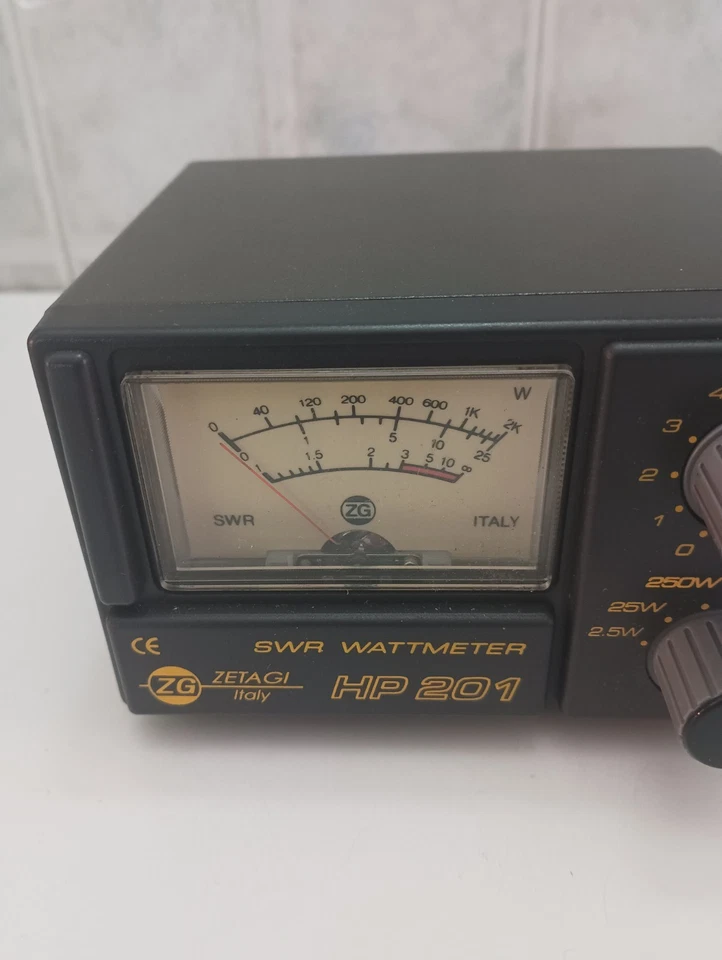 W
0 40 120 200 400 600 1K 2K
0 1 5 10 25
1 1.5 2 3 5 10 ∞
ZG
SWR ITALY
4
3
2
1
0
250W
25W
2.5W
CE SWR WATTMETER
ZG ZETAGI
Italy
HP 201